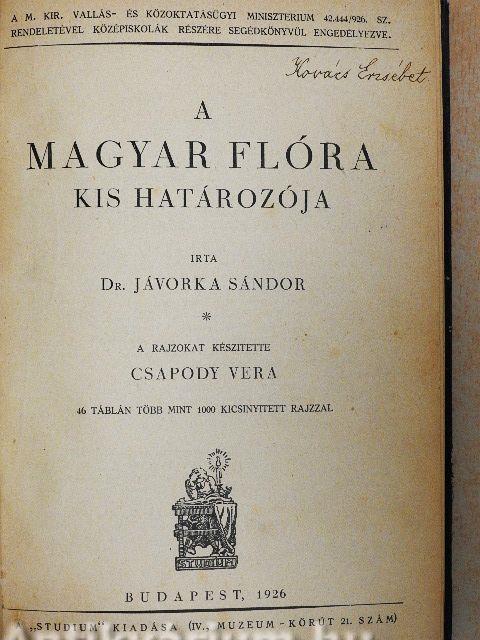 A M. KIR. VALLÁS- ÉS KÖZOKTATÁSÜGYI MINISZTERIUM 42.444/926. SZ.
RENDELETÉVEL KÖZÉPISKOLÁK RÉSZÉRE SEGÉDKÖNYVÜL ENGEDÉLYEZVE.
Kovács Erzsébet
A
MAGYAR FLÓRA
KIS HATÁROZÓJA
IRTA
DR. JÁVORKA SÁNDOR
*
A RAJZOKAT KÉSZITETTE
CSAPODY VERA
46 TÁBLÁN TÖBB MINT 1000 KICSINYITETT RAJZZAL
STUDIUM
BUDAPEST, 1926
A „STUDIUM" KIADÁSA (IV., MUZEUM-KÖRÚT 21. SZÁM)